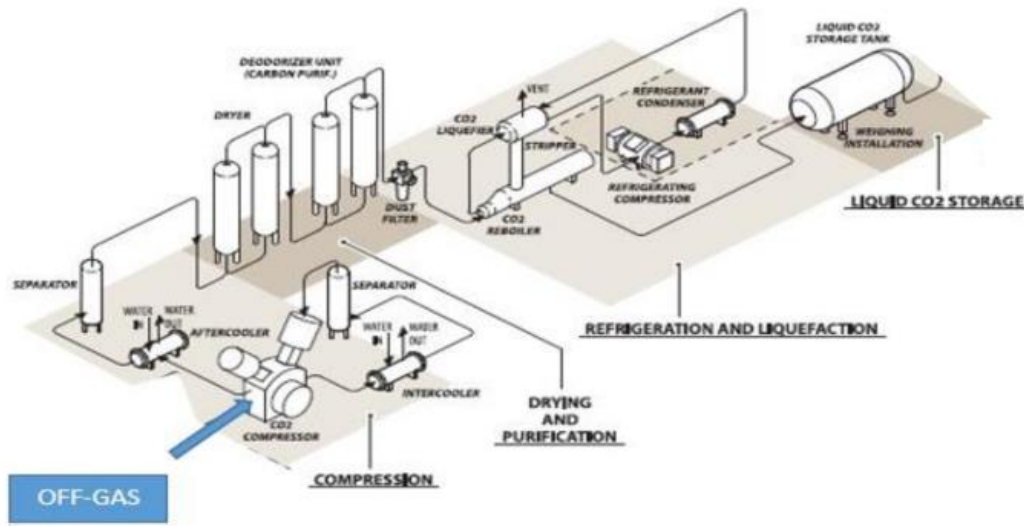 LIQUID CO2
STORAGE TANK
DEODORIZER UNIT
(CARBON PURIF.)
VENT
REFRIGERANT
CONDENSER
DRYER
CO2
LIQUEFIER
STRIPPER
WEIGHING
INSTALLATION
REFRIGERATING
COMPRESSOR
DUST
FILTER
CO2
REBOILER
LIQUID CO2 STORAGE
SEPARATOR
SEPARATOR
WATER
IN
WATER
OUT
AFTERCOOLER
WATER
IN
WATER
OUT
REFRIGERATION AND LIQUEFACTION
INTERCOOLER
DRYING
AND
PURIFICATION
CO2
COMPRESSOR
COMPRESSION
OFF-GAS